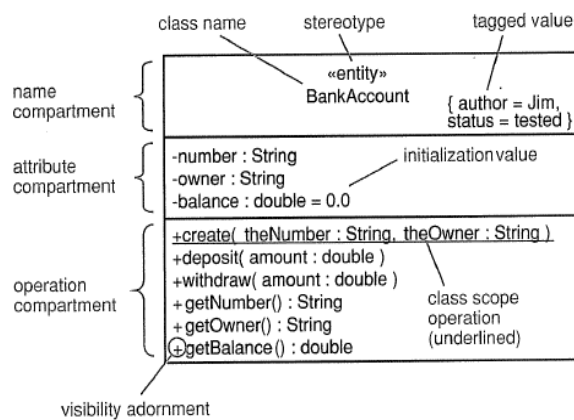 class name
stereotype
tagged value
«entity»
BankAccount
{ author = Jim,
status = tested }
name
compartment
attribute
compartment
-number : String
-owner : String
-balance : double = 0.0
initialization value
operation
compartment
+create( theNumber : String, theOwner : String )
+deposit( amount : double )
+withdraw( amount : double )
+getNumber() : String
+getOwner() : String
+getBalance() : double
class scope
operation
(underlined)
visibility adornment